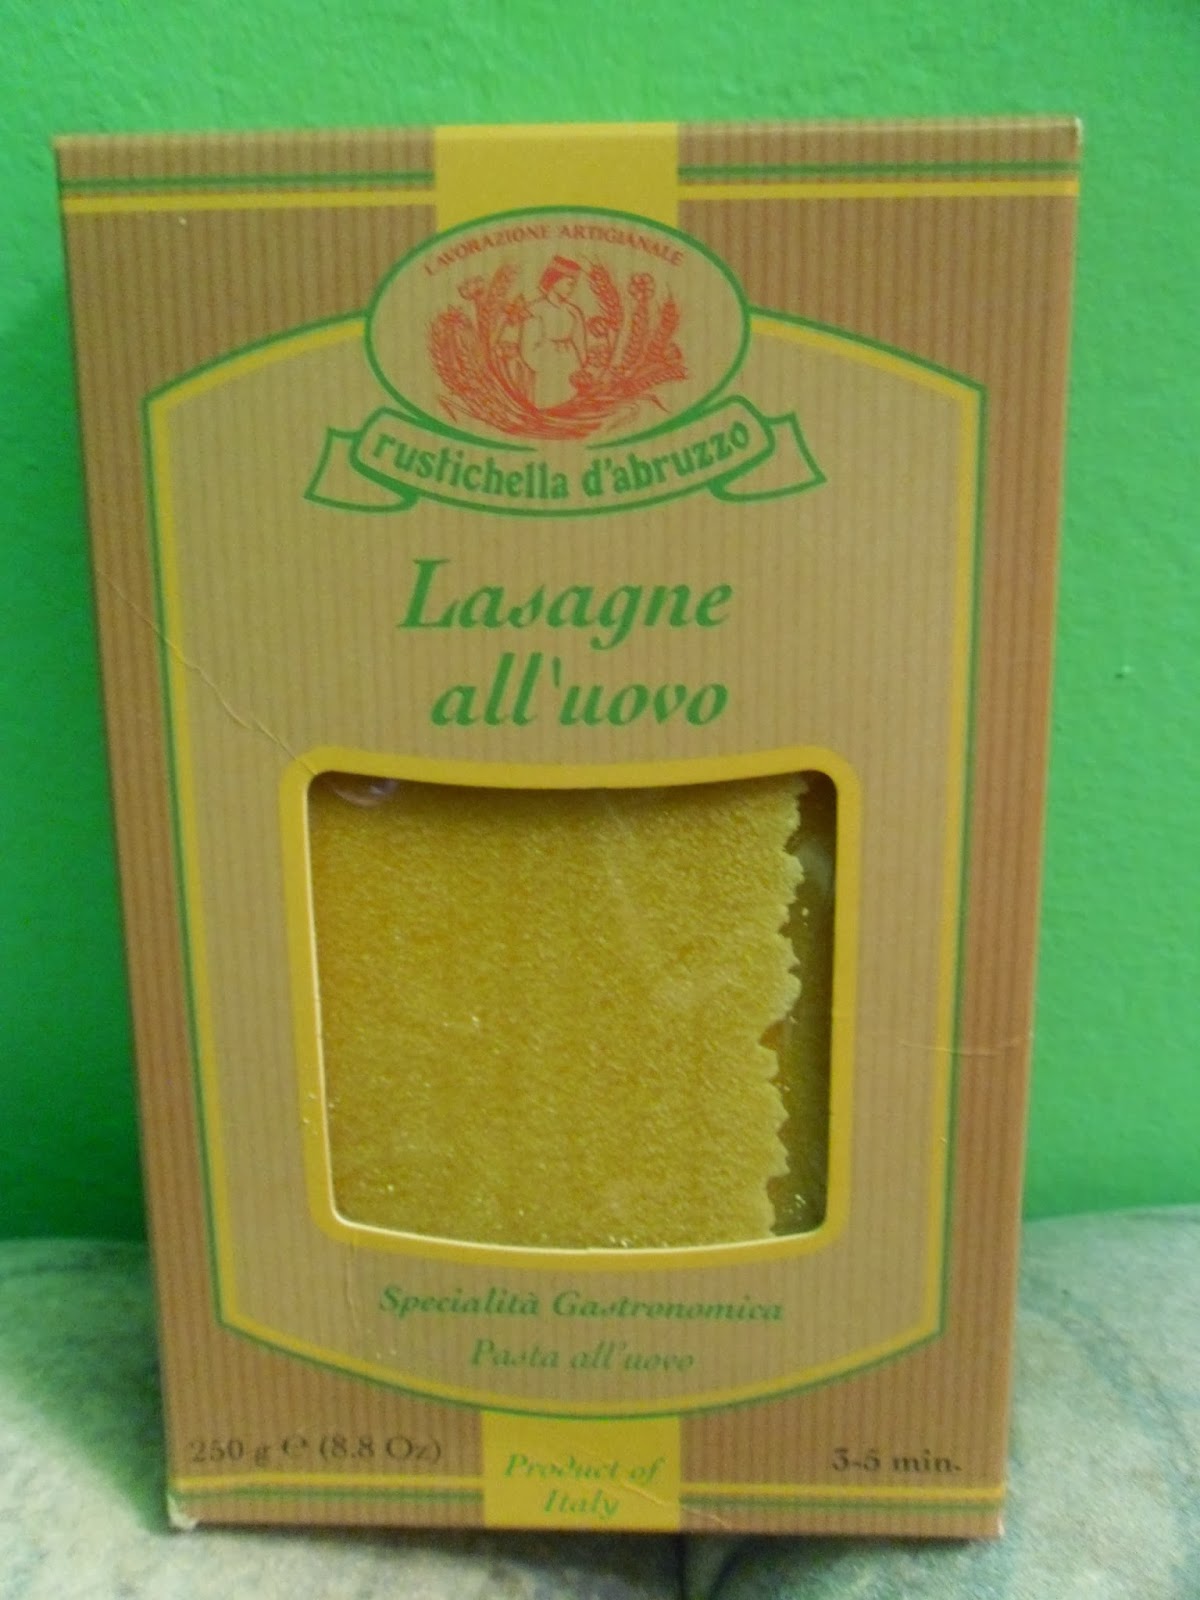 LAVORAZIONE ARTIGIANALE
rustichella d'abruzzo
Lasagne
all'uovo
Specialità Gastronomica
Pasta all'uovo
250 g ℮ (8.8 Oz)
Product of
Italy
3-5 min.